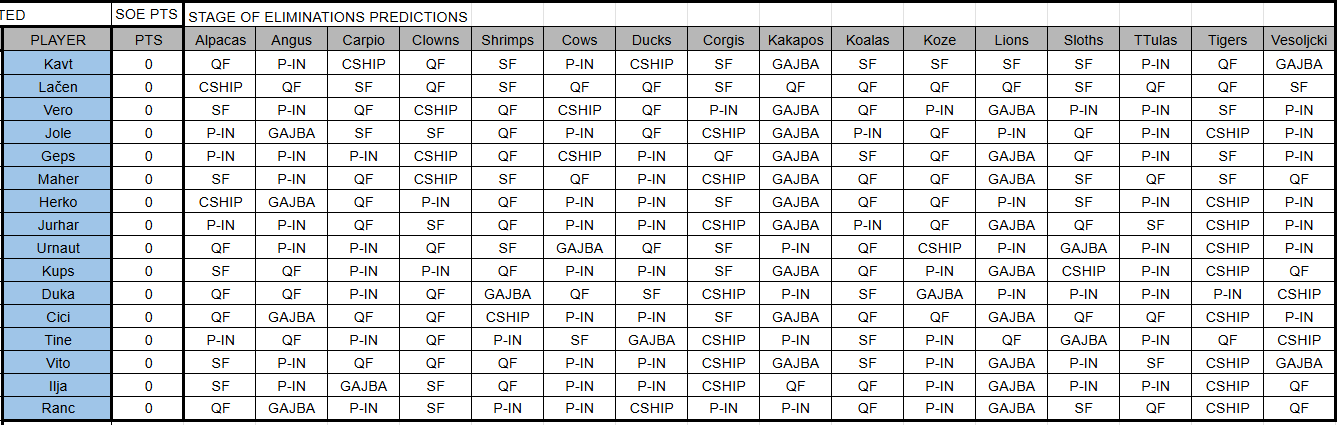 TED SOE PTS STAGE OF ELIMINATIONS PREDICTIONS
PLAYER PTS Alpacas Angus Carpio Clowns Shrimps Cows Ducks Corgis Kakapos Koalas Koze Lions Sloths TTulas Tigers Vesoljcki
Kavt 0 QF P-IN CSHIP QF SF P-IN CSHIP SF GAJBA SF SF SF SF P-IN QF GAJBA
Lačen 0 CSHIP QF SF QF SF QF QF SF QF QF QF QF SF QF QF SF
Vero 0 SF P-IN QF CSHIP QF CSHIP QF P-IN GAJBA QF P-IN GAJBA P-IN P-IN SF P-IN
Jole 0 P-IN GAJBA SF SF QF P-IN QF CSHIP GAJBA P-IN QF P-IN QF P-IN CSHIP P-IN
Geps 0 P-IN P-IN P-IN CSHIP QF CSHIP P-IN QF GAJBA SF QF GAJBA QF P-IN SF P-IN
Maher 0 SF P-IN QF CSHIP SF QF P-IN CSHIP GAJBA QF QF GAJBA SF QF SF QF
Herko 0 CSHIP GAJBA QF P-IN QF P-IN P-IN SF GAJBA QF QF P-IN SF P-IN CSHIP P-IN
Jurhar 0 P-IN P-IN QF SF QF P-IN P-IN CSHIP GAJBA P-IN QF GAJBA QF SF CSHIP P-IN
Urnaut 0 QF P-IN P-IN QF SF GAJBA QF SF P-IN QF CSHIP P-IN GAJBA P-IN CSHIP P-IN
Kups 0 SF QF P-IN P-IN QF P-IN P-IN SF GAJBA QF P-IN GAJBA CSHIP P-IN CSHIP QF
Duka 0 QF QF P-IN QF GAJBA QF SF CSHIP P-IN SF GAJBA P-IN P-IN P-IN P-IN CSHIP
Cici 0 QF GAJBA QF QF CSHIP P-IN P-IN SF GAJBA QF QF GAJBA QF QF CSHIP P-IN
Tine 0 P-IN QF P-IN QF P-IN SF GAJBA CSHIP P-IN SF P-IN QF GAJBA P-IN QF CSHIP
Vito 0 SF P-IN QF QF QF P-IN P-IN CSHIP GAJBA SF P-IN GAJBA P-IN SF CSHIP GAJBA
Ilja 0 SF P-IN GAJBA SF QF P-IN P-IN CSHIP QF QF P-IN GAJBA P-IN P-IN CSHIP QF
Ranc 0 QF GAJBA P-IN SF P-IN P-IN CSHIP P-IN P-IN QF P-IN GAJBA SF QF CSHIP QF